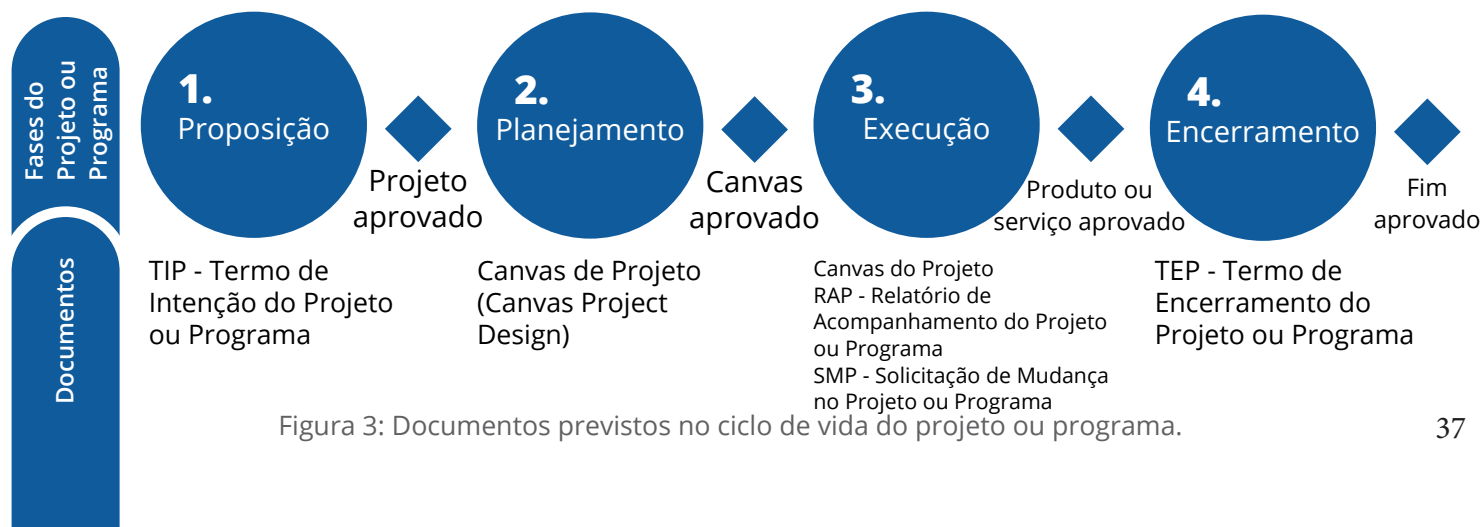 Fases do
Projeto ou
Programa
1.
Proposição
Projeto
aprovado
2.
Planejamento
Canvas
aprovado
3.
Execução
Produto ou
serviço aprovado
4.
Encerramento
Fim
aprovado
Documentos
TIP - Termo de
Intenção do Projeto
ou Programa
Canvas de Projeto
(Canvas Project
Design)
Canvas do Projeto
RAP - Relatório de
Acompanhamento do Projeto
ou Programa
SMP - Solicitação de Mudança
no Projeto ou Programa
TEP - Termo de
Encerramento do
Projeto ou Programa
Figura 3: Documentos previstos no ciclo de vida do projeto ou programa.
37